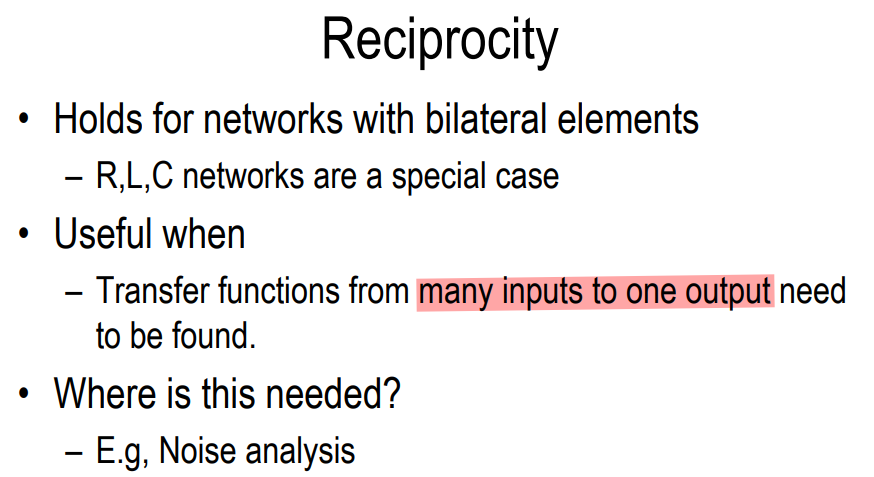 Reciprocity
• Holds for networks with bilateral elements
– R,L,C networks are a special case
• Useful when
– Transfer functions from many inputs to one output need
to be found.
• Where is this needed?
– E.g, Noise analysis